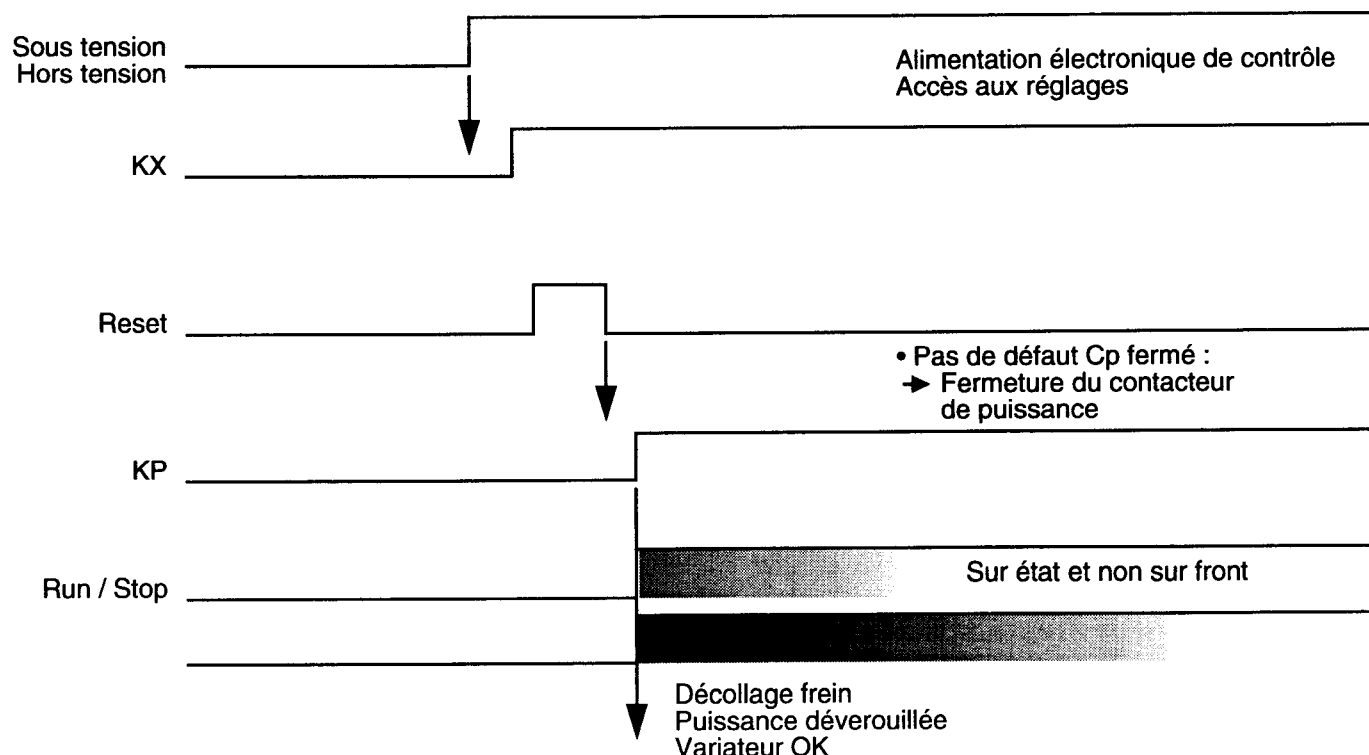 Sous tension
Hors tension
Alimentation électronique de contrôle
Accès aux réglages
KX
Reset
• Pas de défaut Cp fermé :
→ Fermeture du contacteur
de puissance
KP
Run / Stop
Sur état et non sur front
Décollage frein
Puissance déverouillée
Variateur OK